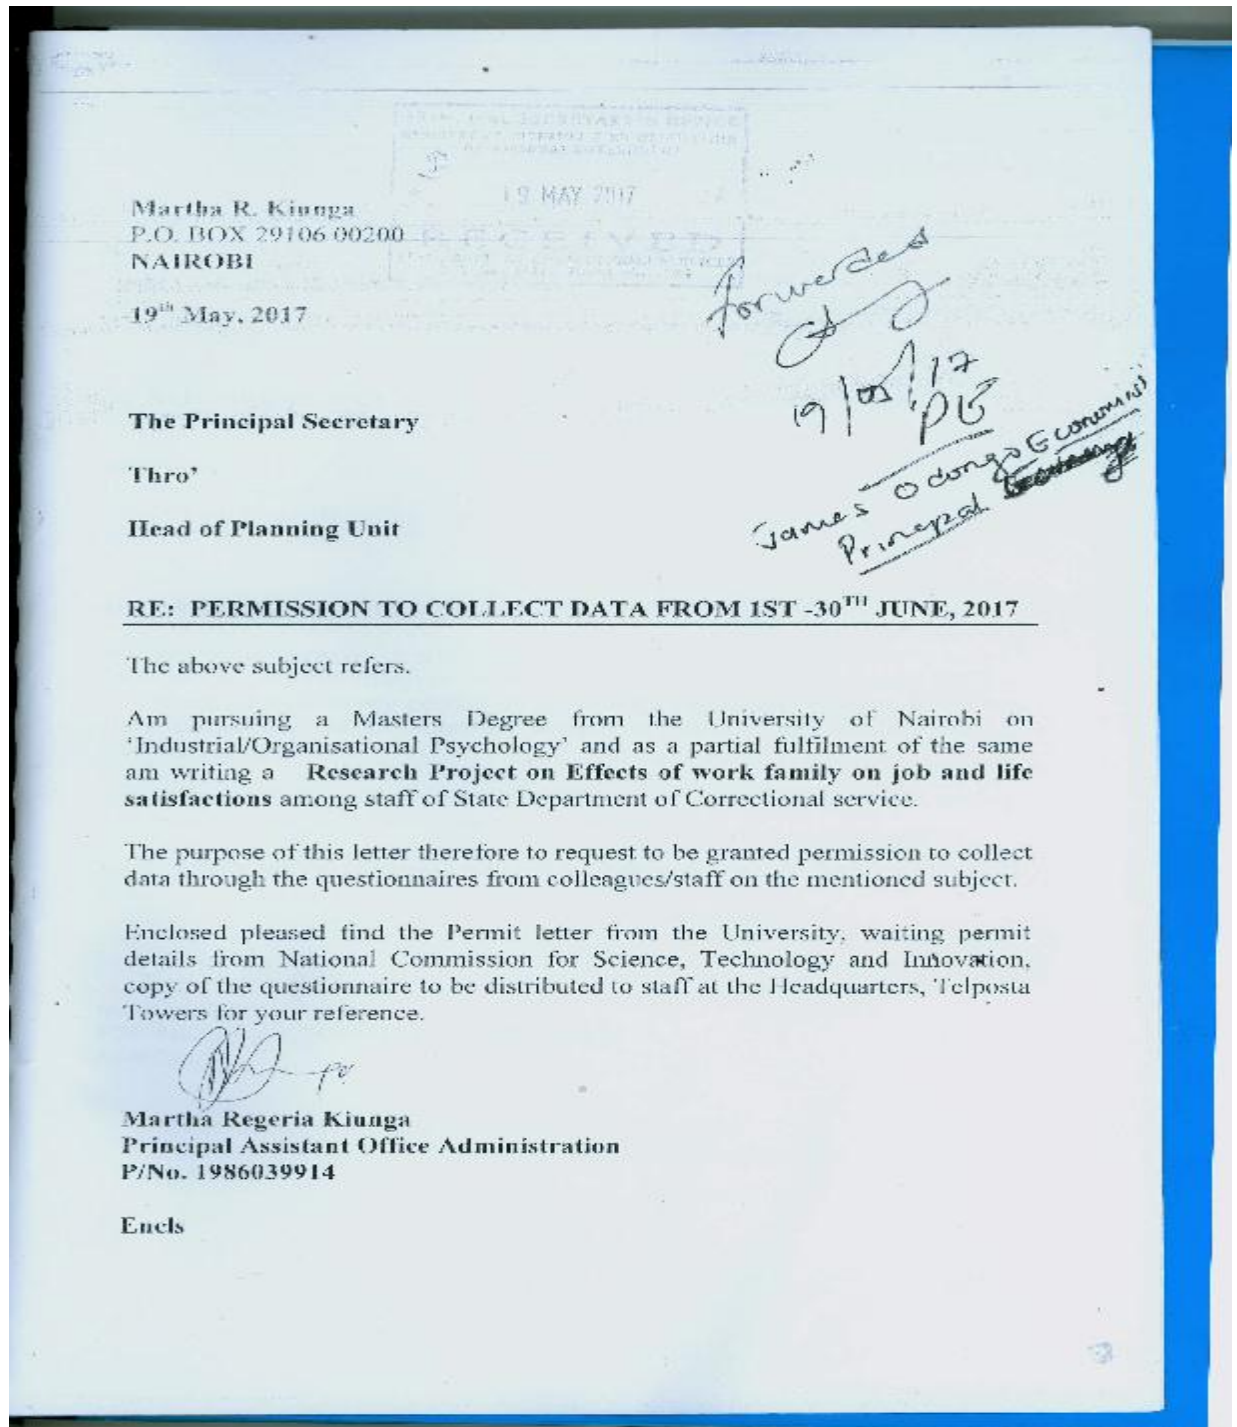 19 MAY 2017
RECEIVED
Martha R. Kiunga
P.O. BOX 29106 00200
NAIROBI
19th May, 2017
Forwarded
19/05/17
PE
James Odongo
Principal Economist
The Principal Secretary
Thro'
Head of Planning Unit
RE: PERMISSION TO COLLECT DATA FROM 1ST -30TH JUNE, 2017
The above subject refers.
Am pursuing a Masters Degree from the University of Nairobi on
'Industrial/Organisational Psychology' and as a partial fulfilment of the same
am writing a Research Project on Effects of work family on job and life
satisfactions among staff of State Department of Correctional service.
The purpose of this letter therefore to request to be granted permission to collect
data through the questionnaires from colleagues/staff on the mentioned subject.
Enclosed pleased find the Permit letter from the University, waiting permit
details from National Commission for Science, Technology and Innovation,
copy of the questionnaire to be distributed to staff at the Headquarters, Telposta
Towers for your reference.
Martha Regeria Kiunga
Principal Assistant Office Administration
P/No. 1986039914
Encls